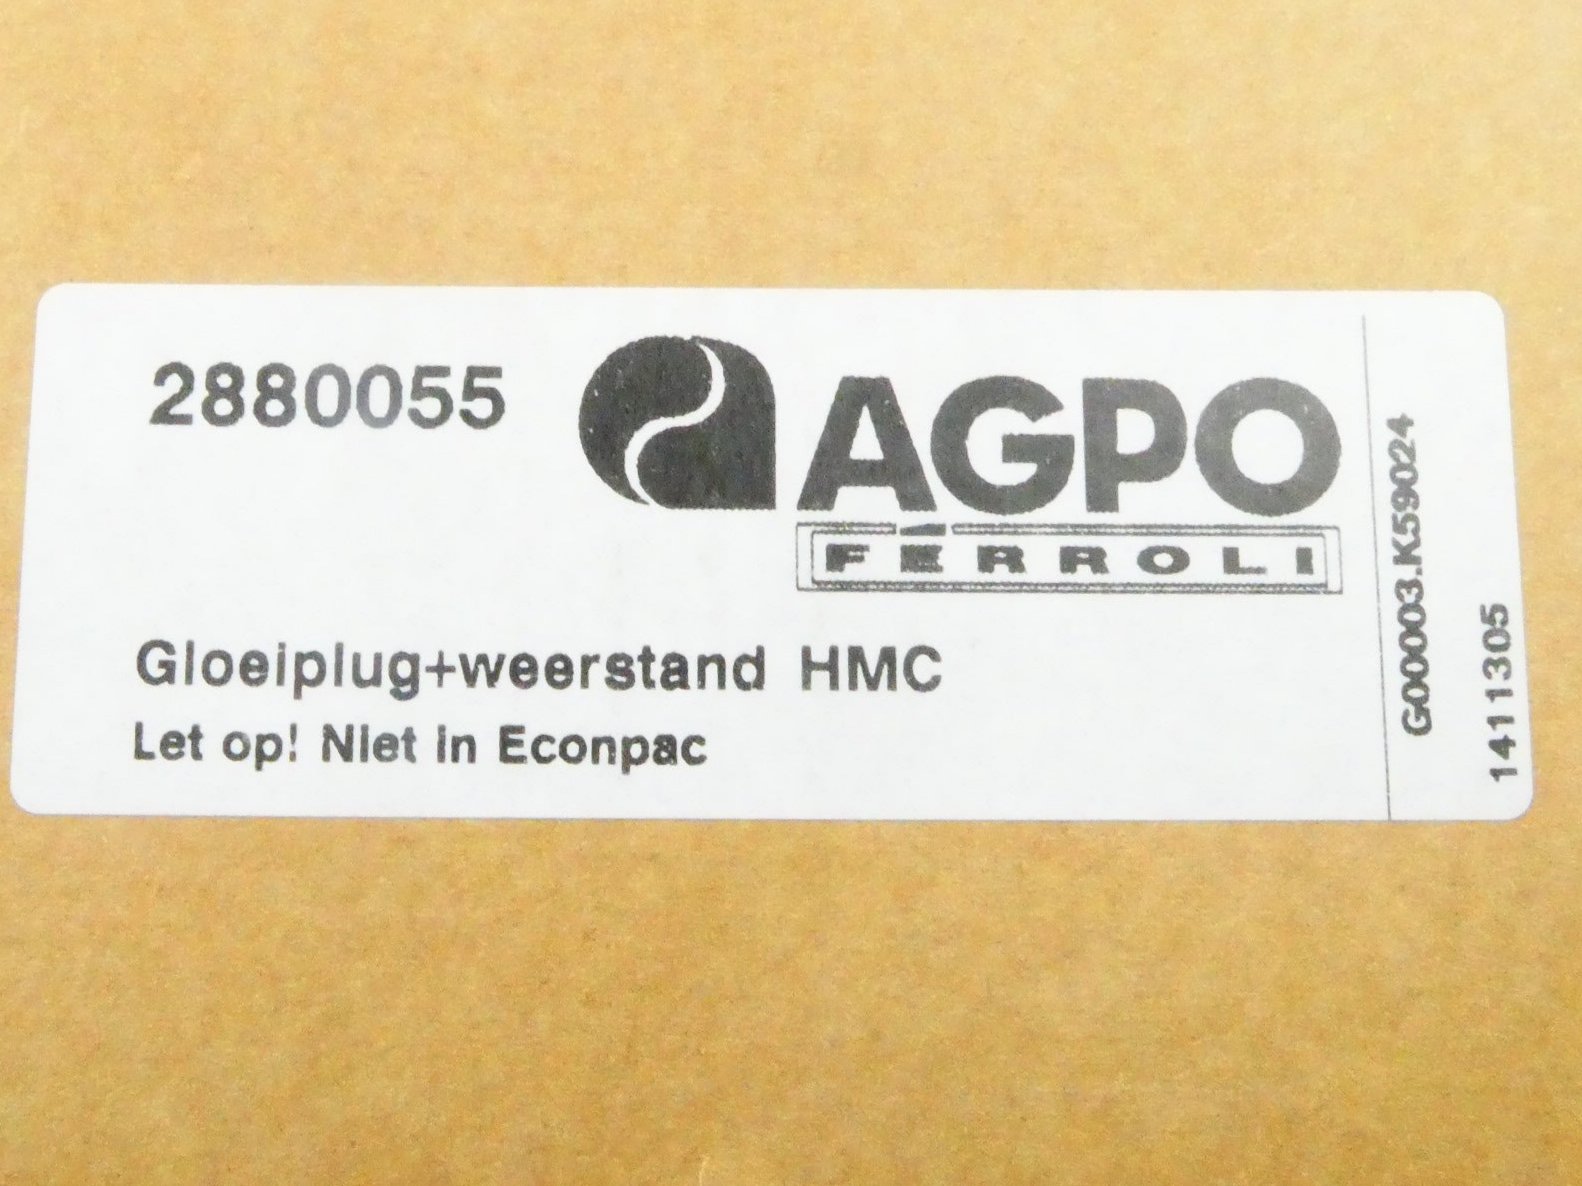 2880055
AGPO
FERROLI
Gloeiplug+weerstand HMC
Let op! Niet in Econpac
G00003.K59024
1411305